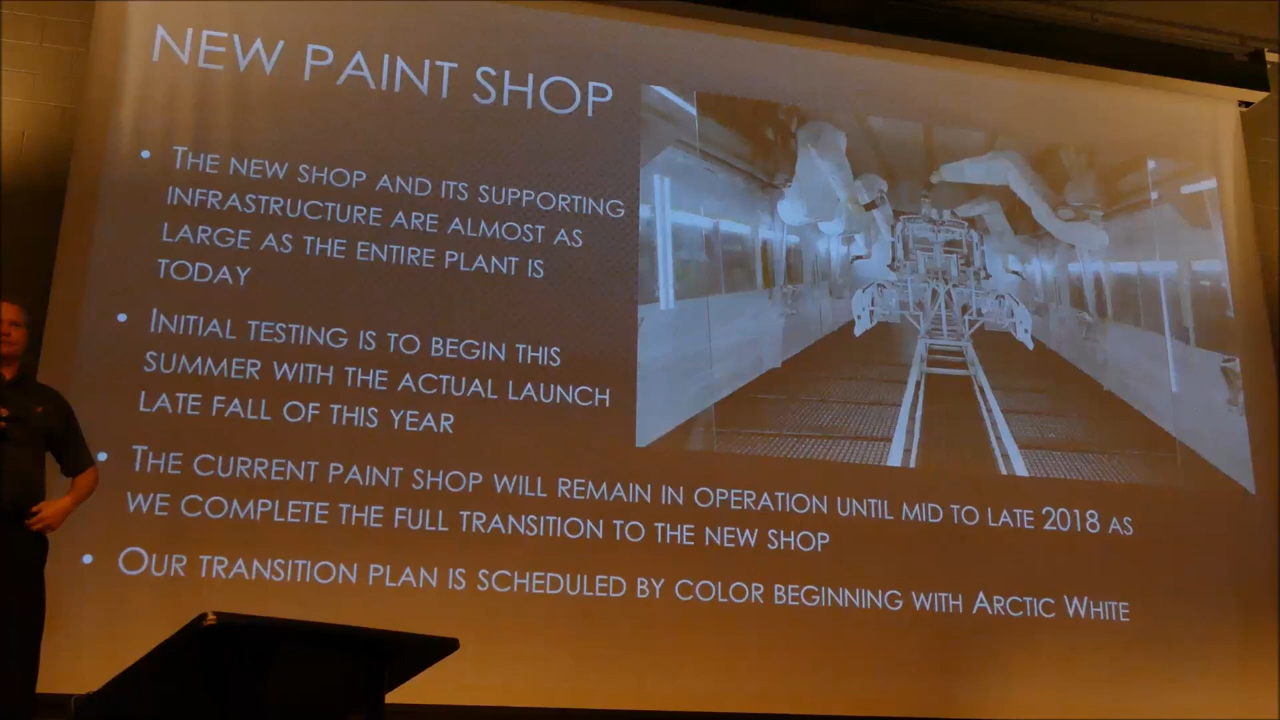 NEW PAINT SHOP
• THE NEW SHOP AND ITS SUPPORTING
INFRASTRUCTURE ARE ALMOST AS
LARGE AS THE ENTIRE PLANT IS
TODAY
• INITIAL TESTING IS TO BEGIN THIS
SUMMER WITH THE ACTUAL LAUNCH
LATE FALL OF THIS YEAR
• THE CURRENT PAINT SHOP WILL REMAIN IN OPERATION UNTIL MID TO LATE 2018 AS
WE COMPLETE THE FULL TRANSITION TO THE NEW SHOP
• OUR TRANSITION PLAN IS SCHEDULED BY COLOR BEGINNING WITH ARCTIC WHITE